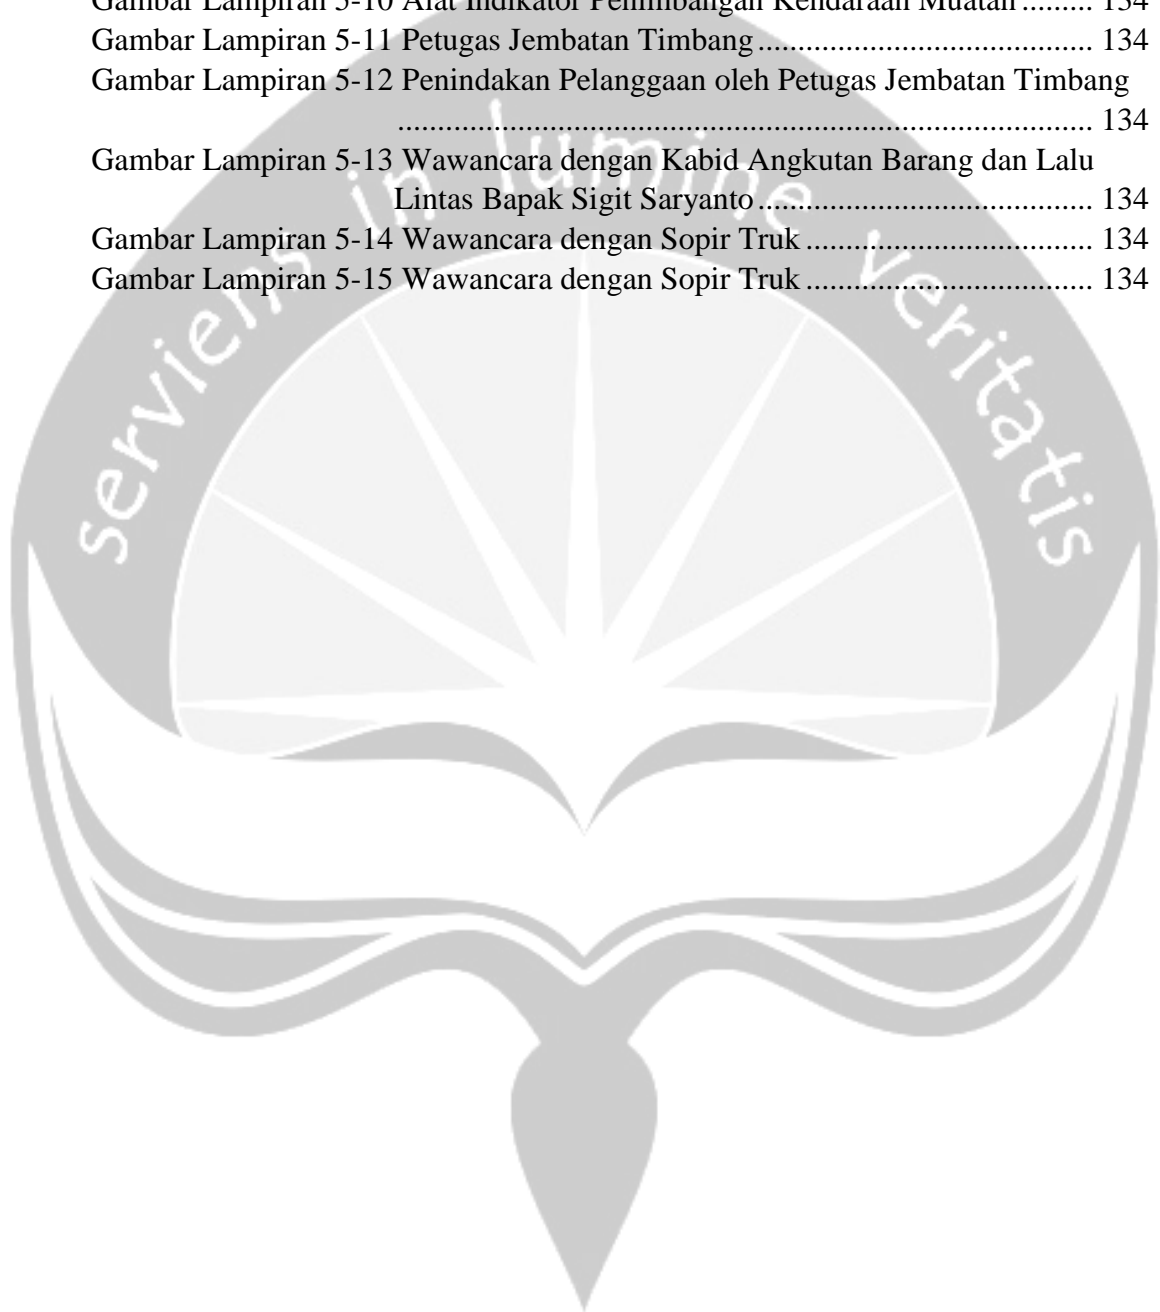 Gambar Lampiran 5-10 Alat Indikator Penimbangan Kendaraan Muatan ......... 134
Gambar Lampiran 5-11 Petugas Jembatan Timbang .......................................... 134
Gambar Lampiran 5-12 Penindakan Pelanggaan oleh Petugas Jembatan Timbang
....................................................................................... 134
Gambar Lampiran 5-13 Wawancara dengan Kabid Angkutan Barang dan Lalu
Lintas Bapak Sigit Saryanto .......................................... 134
Gambar Lampiran 5-14 Wawancara dengan Sopir Truk .................................... 134
Gambar Lampiran 5-15 Wawancara dengan Sopir Truk .................................... 134
serviens in lumine veritatis